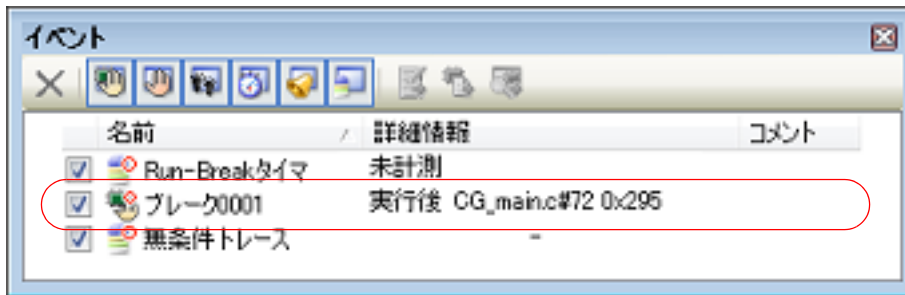 イベント
名前 詳細情報 コメント
Run-Breakタイマ 未計測
ブレーク0001 実行後 CG_main.c#72 0x295
無条件トレース -